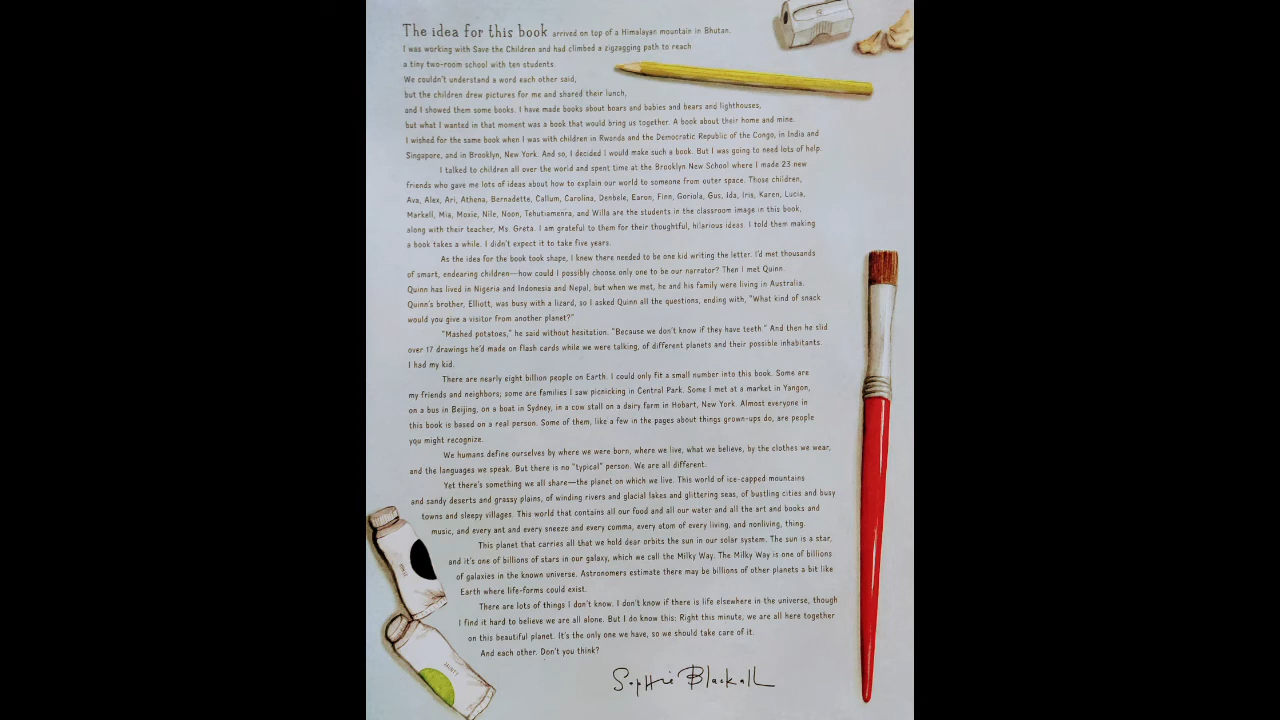 The idea for this book arrived on top of a Himalayan mountain in Bhutan.
I was working with Save the Children and had climbed a zigzagging path to reach
a tiny two-room school with ten students.
We couldn't understand a word each other said,
but the children drew pictures for me and shared their lunch,
and I showed them some books. I have made books about boars and babies and bears and lighthouses,
but what I wanted in that moment was a book that would bring us together. A book about their home and mine.
I wished for the same book when I was with children in Rwanda and the Democratic Republic of the Congo, in India and
Singapore, and in Brooklyn, New York. And so, I decided I would make such a book. But I was going to need lots of help.
I talked to children all over the world and spent time at the Brooklyn New School where I made 23 new
friends who gave me lots of ideas about how to explain our world to someone from outer space. Those children,
Ava, Alex, Ari, Athena, Bernadette, Callum, Carolina, Denbele, Earon, Finn, Goriola, Gus, Ida, Iris, Karen, Lucia,
Markell, Mia, Moxie, Nile, Noon, Tehutiamenra, and Willa are the students in the classroom image in this book,
along with their teacher, Ms. Greta. I am grateful to them for their thoughtful, hilarious ideas. I told them making
a book takes a while. I didn't expect it to take five years.
As the idea for the book took shape, I knew there needed to be one kid writing the letter. I'd met thousands
of smart, endearing children—how could I possibly choose only one to be our narrator? Then I met Quinn.
Quinn has lived in Nigeria and Indonesia and Nepal, but when we met, he and his family were living in Australia.
Quinn's brother, Elliott, was busy with a lizard, so I asked Quinn all the questions, ending with, "What kind of snack
would you give a visitor from another planet?"
"Mashed potatoes," he said without hesitation. "Because we don't know if they have teeth." And then he slid
over 17 drawings he'd made on flash cards while we were talking, of different planets and their possible inhabitants.
I had my kid.
There are nearly eight billion people on Earth. I could only fit a small number into this book. Some are
my friends and neighbors; some are families I saw picnicking in Central Park. Some I met at a market in Yangon,
on a bus in Beijing, on a boat in Sydney, in a cow stall on a dairy farm in Hobart, New York. Almost everyone in
this book is based on a real person. Some of them, like a few in the pages about things grown-ups do, are people
you might recognize.
We humans define ourselves by where we were born, where we live, what we believe, by the clothes we wear,
and the languages we speak. But there is no "typical" person. We are all different.
Yet there's something we all share—the planet on which we live. This world of ice-capped mountains
and sandy deserts and grassy plains, of winding rivers and glacial lakes and glittering seas, of bustling cities and busy
towns and sleepy villages. This world that contains all our food and all our water and all the art and books and
music, and every ant and every sneeze and every comma, every atom of every living, and nonliving, thing.
This planet that carries all that we hold dear orbits the sun in our solar system. The sun is a star,
and it's one of billions of stars in our galaxy, which we call the Milky Way. The Milky Way is one of billions
of galaxies in the known universe. Astronomers estimate there may be billions of other planets a bit like
Earth where life-forms could exist.
There are lots of things I don't know. I don't know if there is life elsewhere in the universe, though
I find it hard to believe we are all alone. But I do know this: Right this minute, we are all here together
on this beautiful planet. It's the only one we have, so we should take care of it.
And each other. Don't you think?
Sophie Blackall